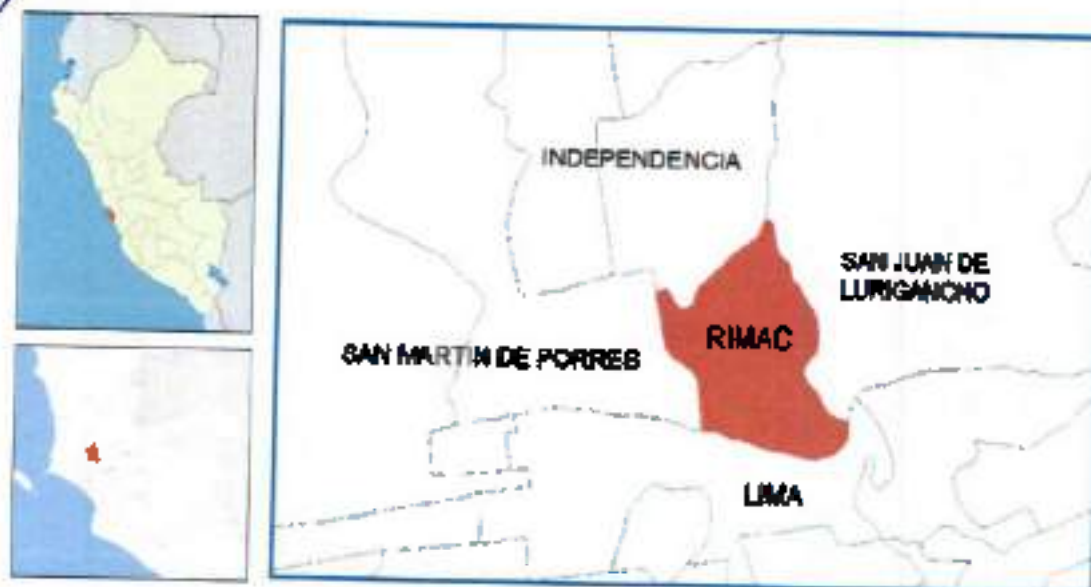 INDEPENDENCIA
SAN JUAN DE
LURIGANCHO
RIMAC
SAN MARTIN DE PORRES
LIMA